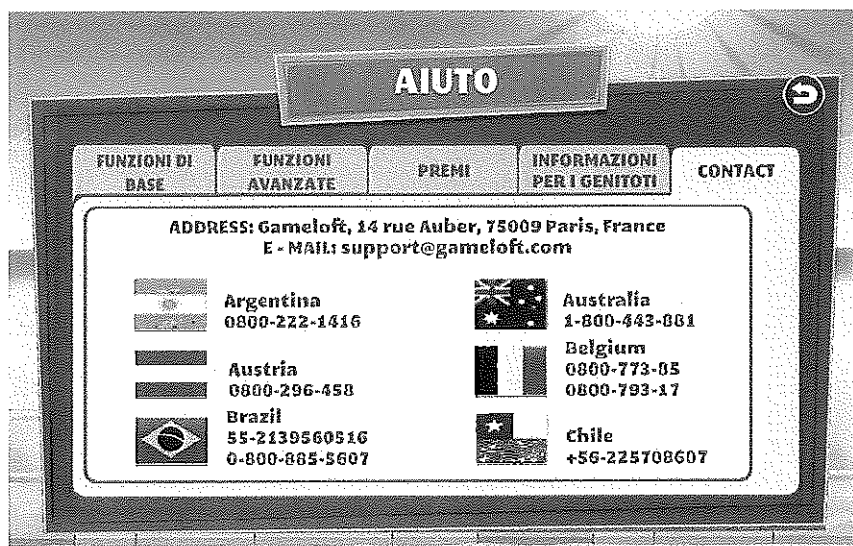 AIUTO
FUNZIONI DI
BASE
FUNZIONI
AVANZATE
PREMI
INFORMAZIONI
PER I GENITOTI
CONTACT
ADDRESS: Gameloft, 14 rue Auber, 75009 Paris, France
E - MAIL: support@gameloft.com
Argentina
0800-222-1416
Australia
1-800-443-881
Austria
0800-296-458
Belgium
0800-773-85
0800-793-17
Brazil
55-2139560516
0-800-885-5607
Chile
+56-225708607